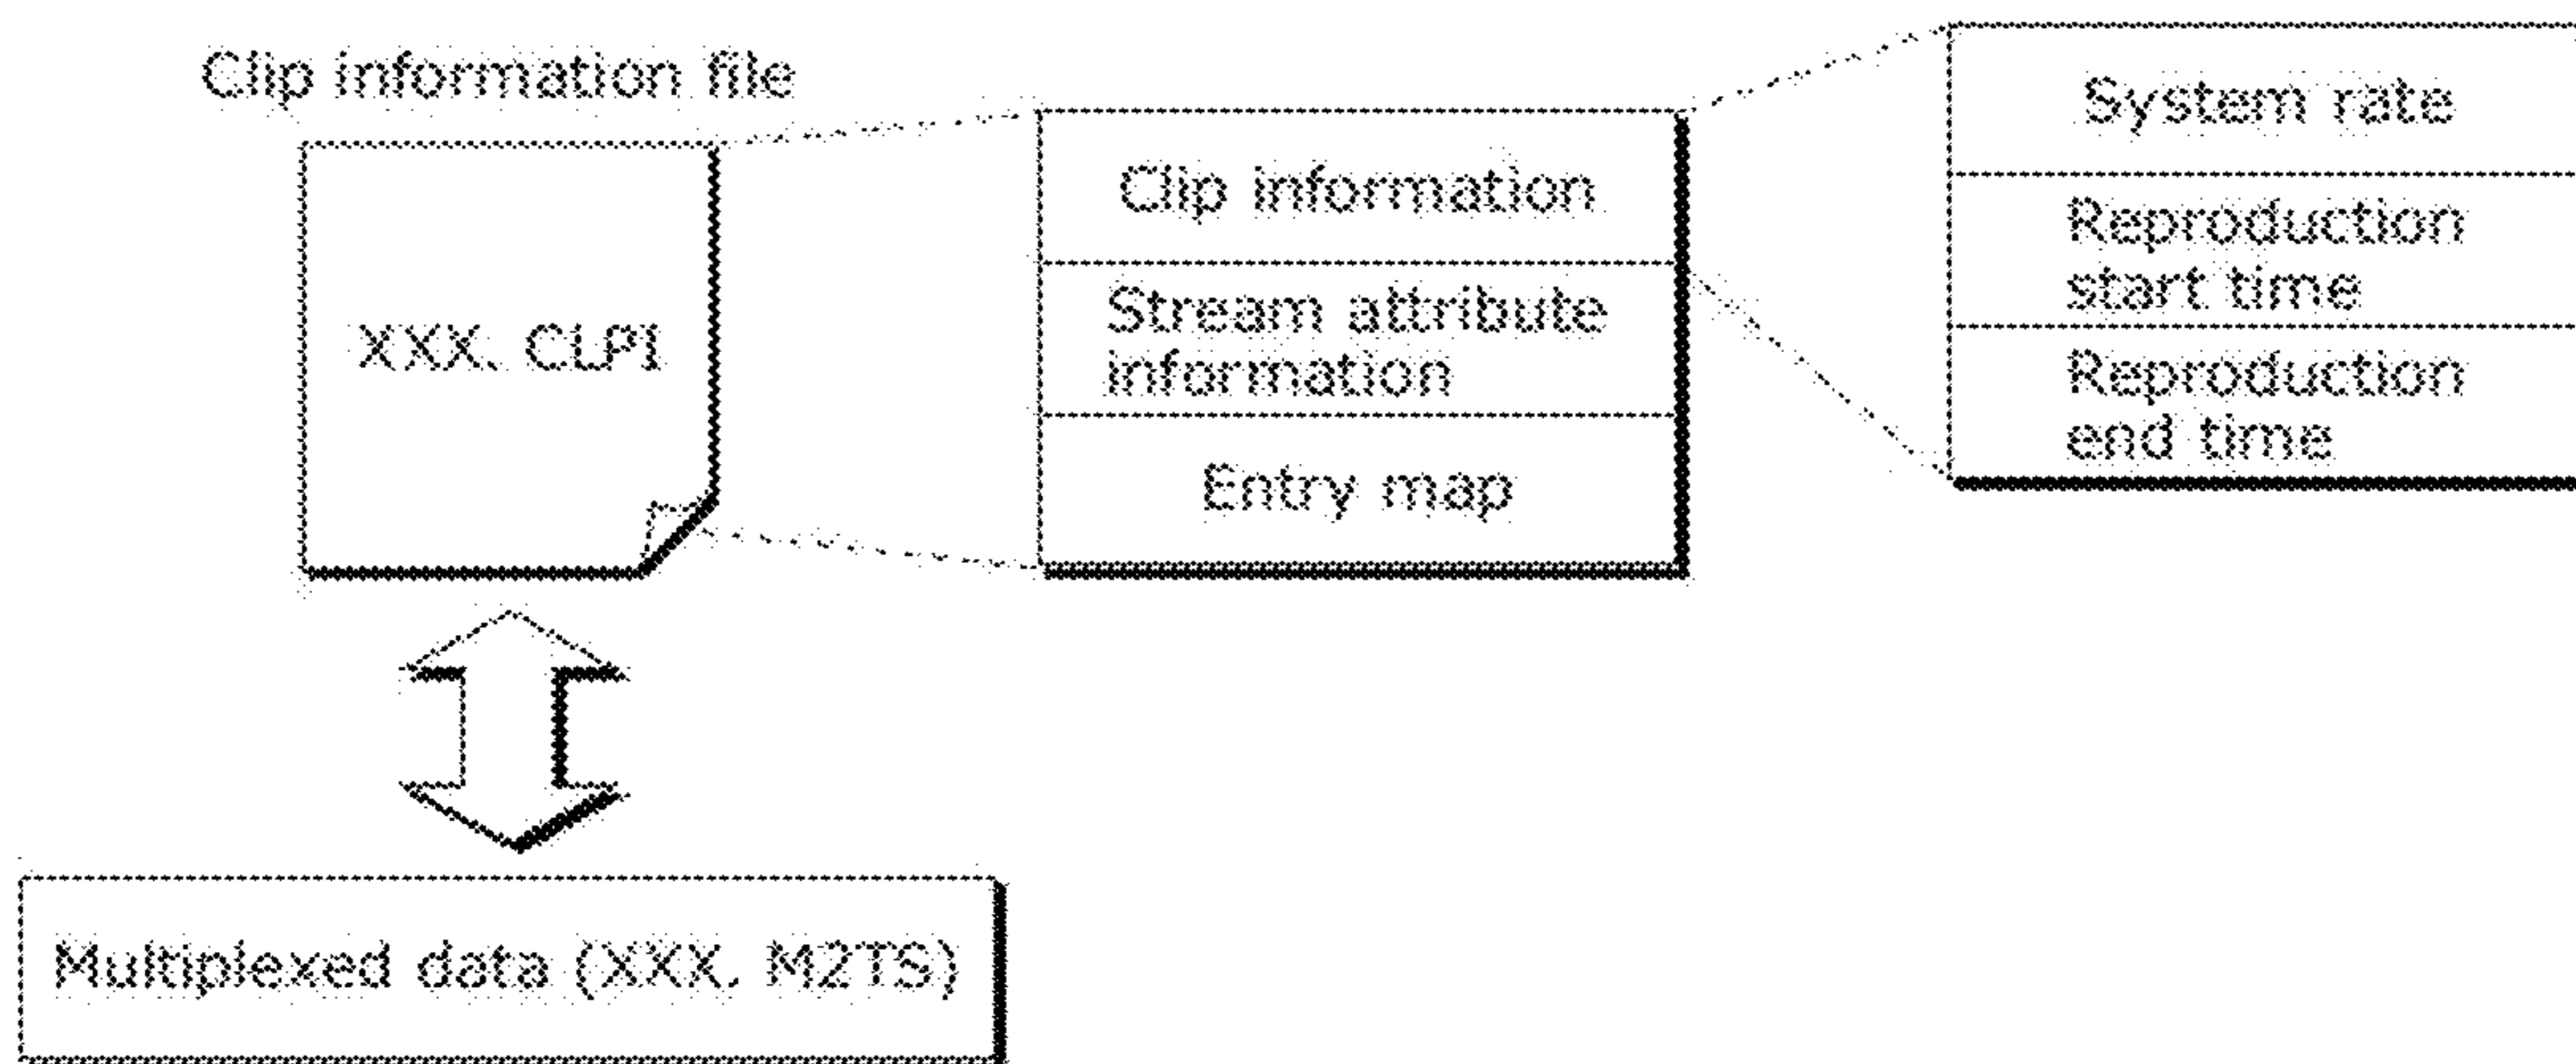 Clip information file
XXX. CLPI
Clip information
Stream attribute
information
Entry map
System rate
Reproduction
start time
Reproduction
end time
Multiplexed data (XXX. M2TS)